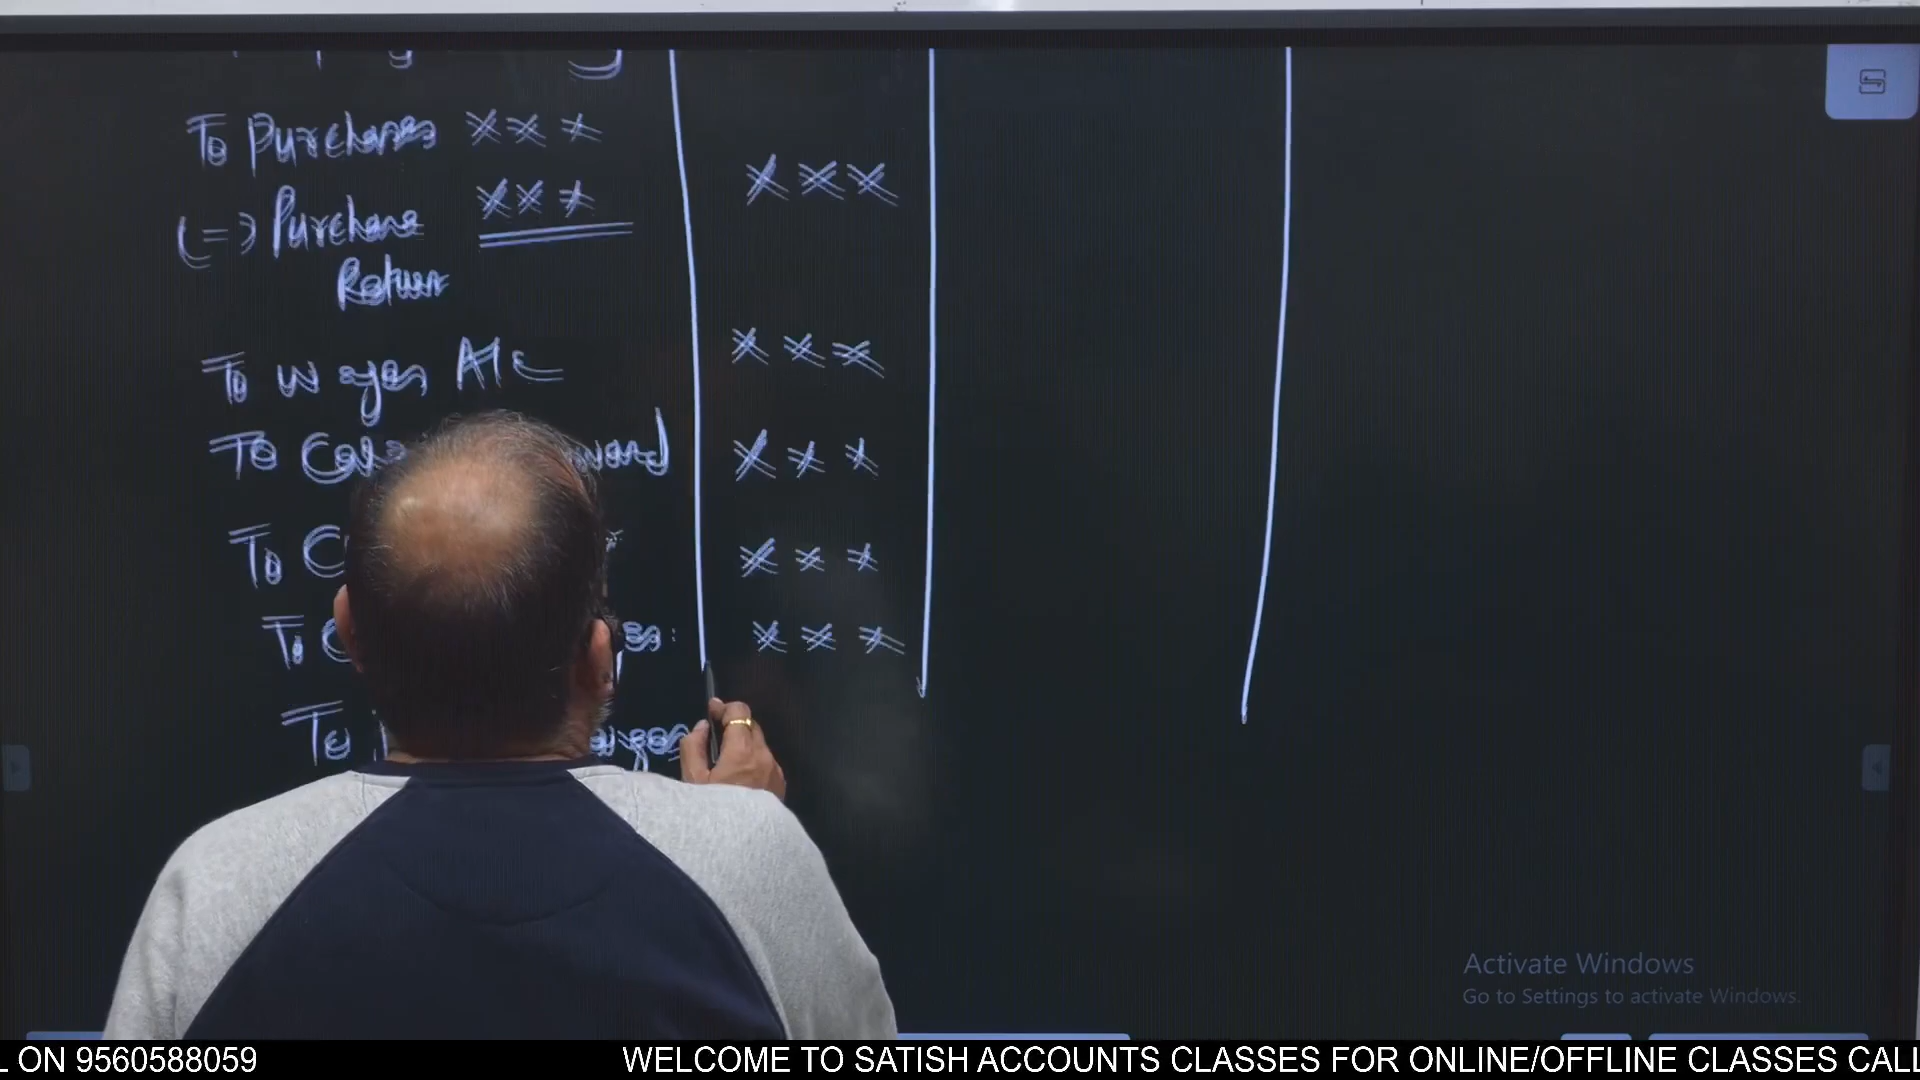 To Purchases ×××
×××
(-) Purchase ×××
Return
To wages A/c ×××
To ward ×××
To ×××
To ×××
To
Activate Windows
Go to Settings to activate Windows.
L ON 9560588059 WELCOME TO SATISH ACCOUNTS CLASSES FOR ONLINE/OFFLINE CLASSES CALL